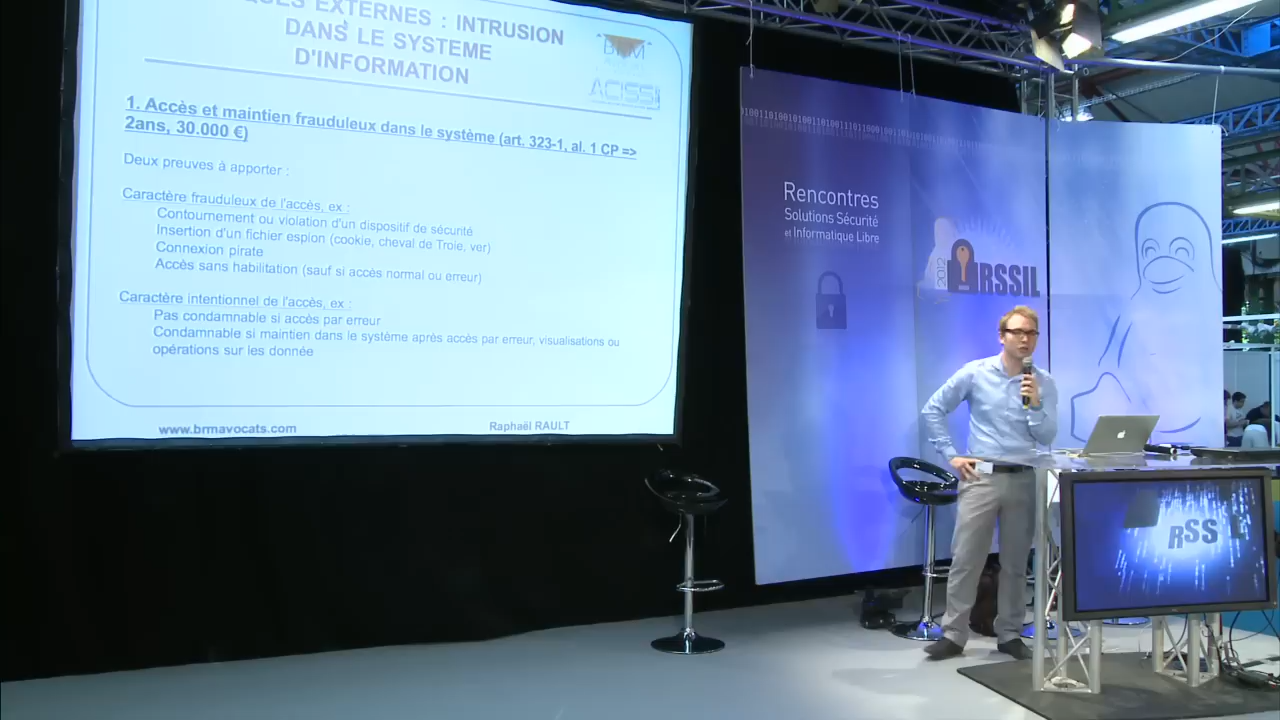 EXTERNES : INTRUSION
DANS LE SYSTEME
D'INFORMATION
ACISSI
1. Accès et maintien frauduleux dans le système (art. 323-1, al. 1 CP =>
2ans, 30.000 €)
Deux preuves à apporter :
Caractère frauduleux de l'accès, ex :
Contournement ou violation d'un dispositif de sécurité
Insertion d'un fichier espion (cookie, cheval de Troie, ver)
Connexion pirate
Accès sans habilitation (sauf si accès normal ou erreur)
Caractère intentionnel de l'accès, ex :
Pas condamnable si accès par erreur
Condamnable si maintien dans le système après accès par erreur, visualisations ou
opérations sur les donnée
www.brmavocats.com
Raphaël RAULT
Rencontres
Solutions Sécurité
et Informatique Libre
2012
RSSIL
RSS